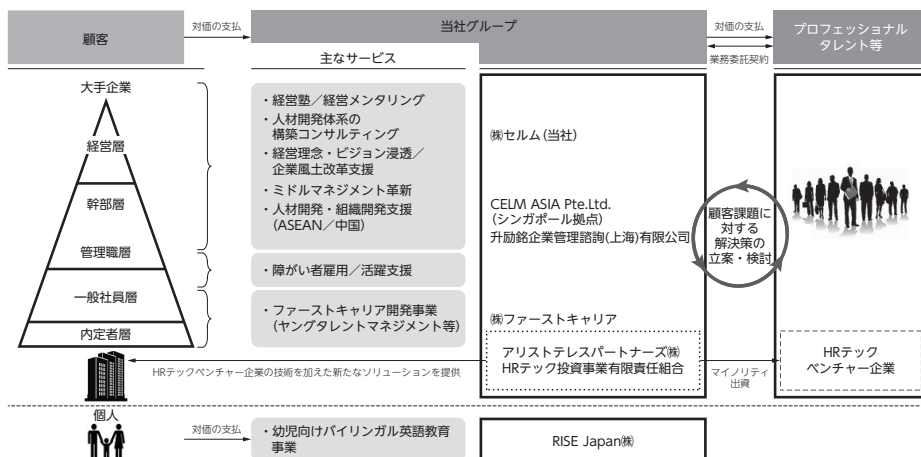 顧客
対価の支払
当社グループ
対価の支払
業務委託契約
プロフェッショナル
タレント等
主なサービス
大手企業
経営層
幹部層
管理職層
一般社員層
内定者層
・経営塾／経営メンタリング
・人材開発体系の
構築コンサルティング
・経営理念・ビジョン浸透／
企業風土改革支援
・ミドルマネジメント革新
・人材開発・組織開発支援
(ASEAN／中国)
・障がい者雇用／活躍支援
・ファーストキャリア開発事業
(ヤングタレントマネジメント等)
㈱セルム(当社)
CELM ASIA Pte.Ltd.
(シンガポール拠点)
升励銘企業管理諮詢(上海)有限公司
㈱ファーストキャリア
アリストテレスパートナーズ㈱
HRテック投資事業有限責任組合
顧客課題に
対する
解決策の
立案・検討
HRテックベンチャー企業の技術を加えた新たなソリューションを提供
マイノリティ
出資
HRテック
ベンチャー企業
個人
対価の支払
・幼児向けバイリンガル英語教育
事業
RISE Japan㈱